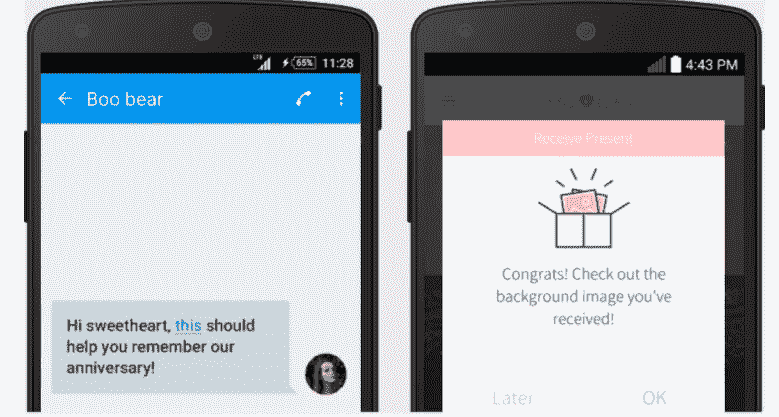 LTE 65% 11:28
Boo bear
Hi sweetheart, this should
help you remember our
anniversary!
4:43 PM
Receive Present
Congrats! Check out the
background image you've
received!
Later OK